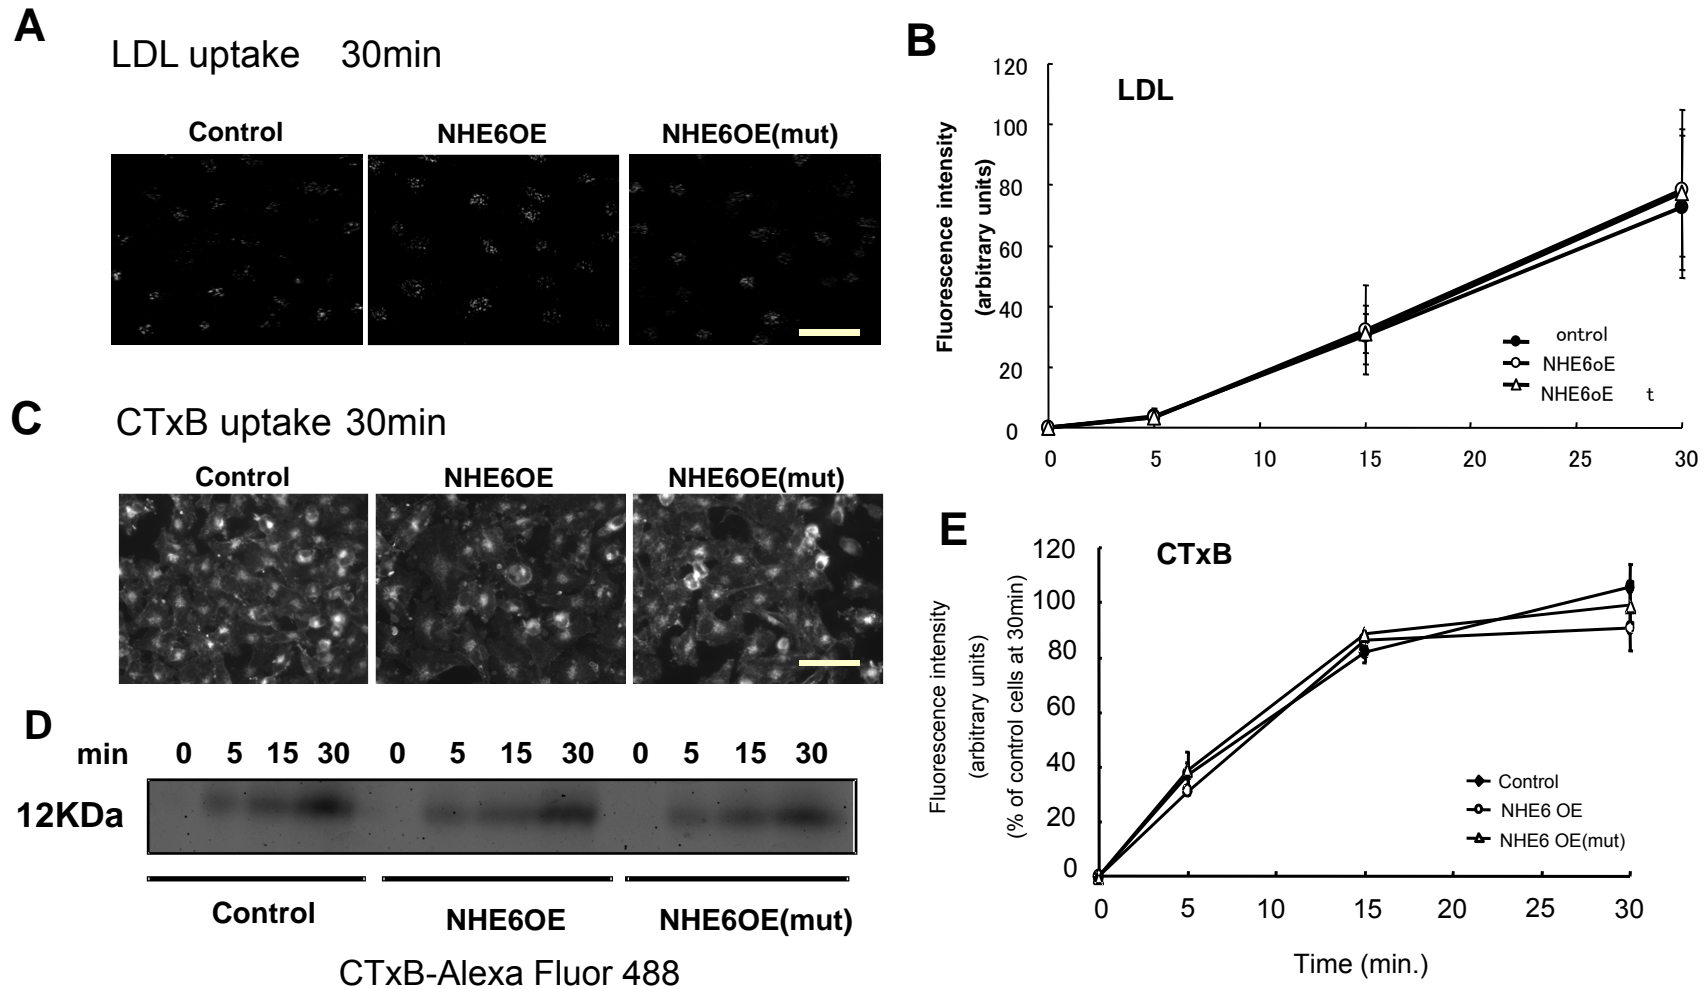 A
LDL uptake 30min
Control NHE6OE NHE6OE(mut)
B
LDL
Fluorescence intensity
(arbitrary units)
120
100
80
60
40
20
0
0 5 10 15 20 25 30
ontrol
NHE6oE
NHE6oE t
C
CTxB uptake 30min
Control NHE6OE NHE6OE(mut)
D
min 0 5 15 30 0 5 15 30 0 5 15 30
12KDa
Control NHE6OE NHE6OE(mut)
CTxB-Alexa Fluor 488
E
CTxB
Fluorescence intensity
(arbitrary units)
(% of control cells at 30min)
120
100
80
60
40
20
0
0 5 10 15 20 25 30
Control
NHE6 OE
NHE6 OE(mut)
Time (min.)